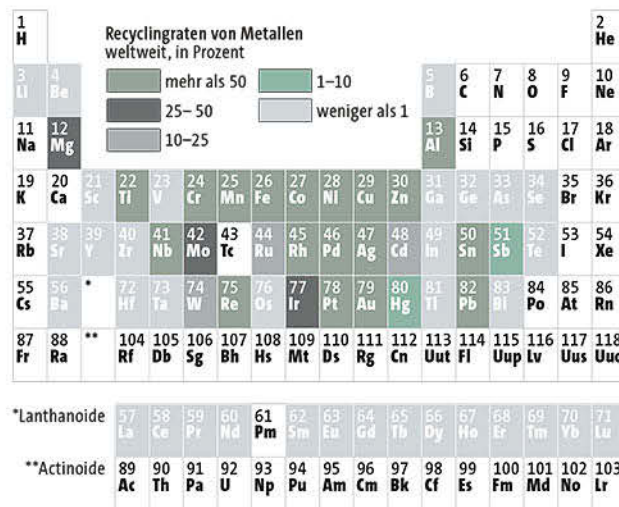 1 2
H He
Recyclingraten von Metallen
weltweit, in Prozent
mehr als 50 1–10
25– 50 weniger als 1
10–25
3 4 5 6 7 8 9 10
Li Be B C N O F Ne
11 12 13 14 15 16 17 18
Na Mg Al Si P S Cl Ar
19 20 21 22 23 24 25 26 27 28 29 30 31 32 33 34 35 36
K Ca Sc Ti V Cr Mn Fe Co Ni Cu Zn Ga Ge As Se Br Kr
37 38 39 40 41 42 43 44 45 46 47 48 49 50 51 52 53 54
Rb Sr Y Zr Nb Mo Tc Ru Rh Pd Ag Cd In Sn Sb Te I Xe
55 56 * 72 73 74 75 76 77 78 79 80 81 82 83 84 85 86
Cs Ba Hf Ta W Re Os Ir Pt Au Hg Tl Pb Bi Po At Rn
87 88 ** 104 105 106 107 108 109 110 111 112 113 114 115 116 117 118
Fr Ra Rf Db Sg Bh Hs Mt Ds Rg Cn Uut Fl Uup Lv Uus Uuo
*Lanthanoide 57 58 59 60 61 62 63 64 65 66 67 68 69 70 71
La Ce Pr Nd Pm Sm Eu Gd Tb Dy Ho Er Tm Yb Lu
**Actinoide 89 90 91 92 93 94 95 96 97 98 99 100 101 102 103
Ac Th Pa U Np Pu Am Cm Bk Cf Es Fm Md No Lr